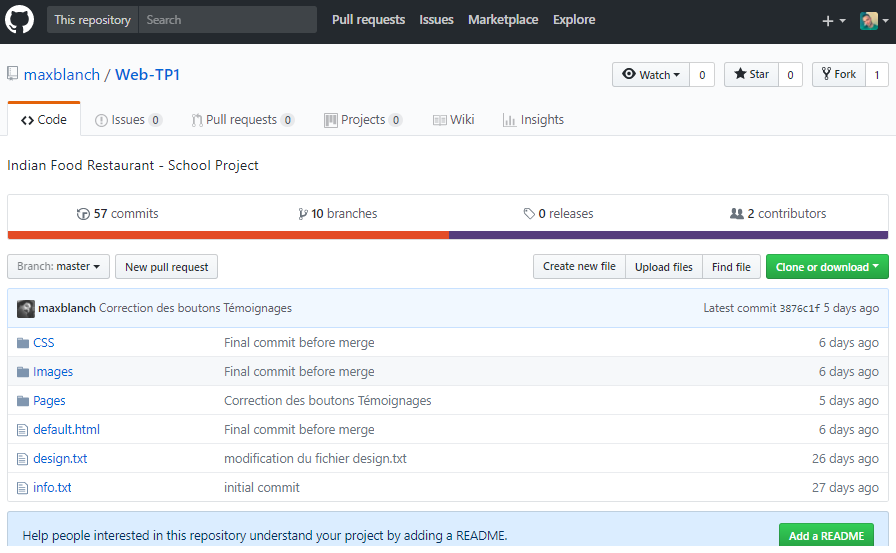 This repository Search Pull requests Issues Marketplace Explore
maxblanch / Web-TP1 Watch 0 Star 0 Fork 1
Code Issues 0 Pull requests 0 Projects 0 Wiki Insights
Indian Food Restaurant - School Project
57 commits 10 branches 0 releases 2 contributors
Branch: master New pull request Create new file Upload files Find file Clone or download
maxblanch Correction des boutons Témoignages Latest commit 3876c1f 5 days ago
CSS Final commit before merge 6 days ago
Images Final commit before merge 6 days ago
Pages Correction des boutons Témoignages 5 days ago
default.html Final commit before merge 6 days ago
design.txt modification du fichier design.txt 26 days ago
info.txt initial commit 27 days ago
Help people interested in this repository understand your project by adding a README. Add a README